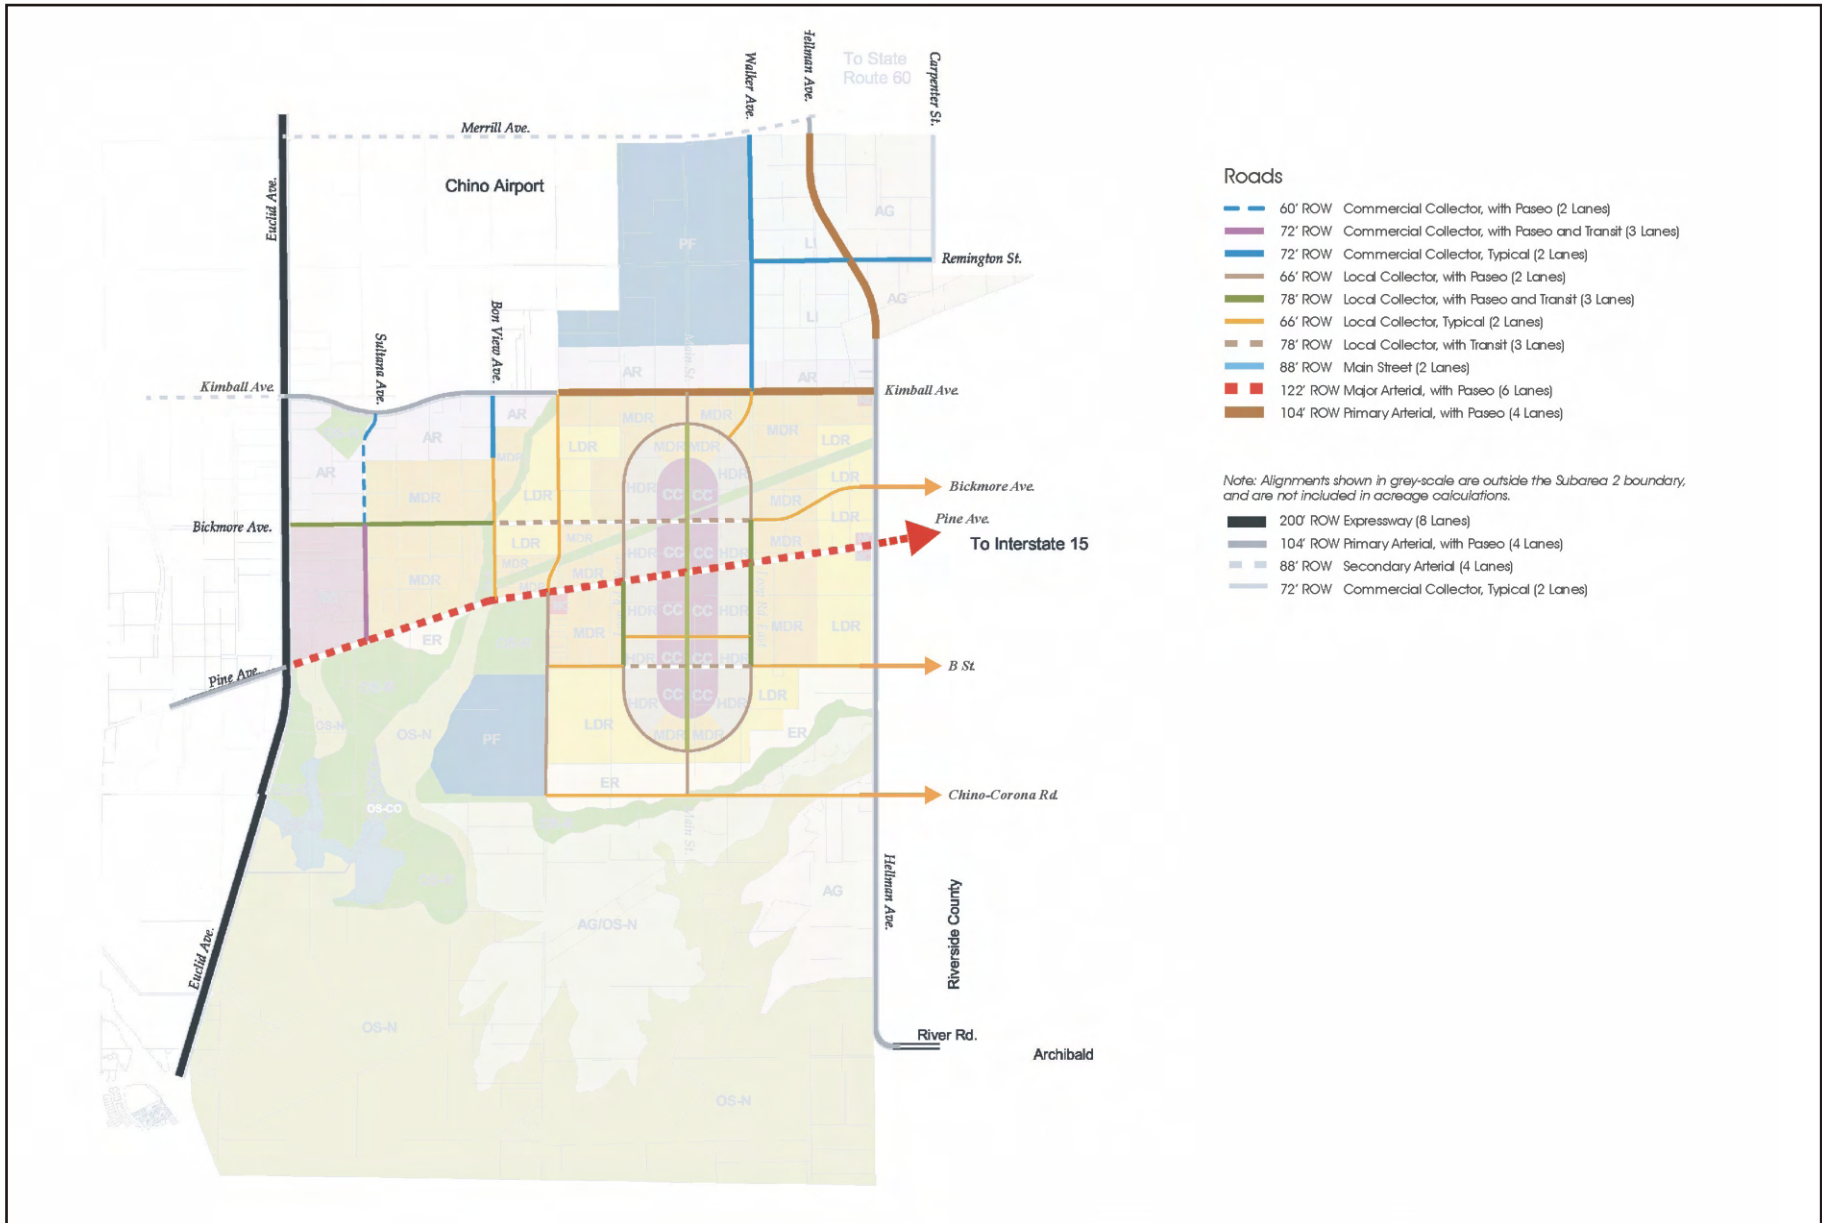 To State
Route 60
Walker Ave.
Hellman Ave.
Carpenter St.
Merrill Ave.
Euclid Ave.
Chino Airport
PF
LI
AG
Remington St.
AG
LI
Bon View Ave.
Sultana Ave.
Main St.
AR
AR
Kimball Ave.
Kimball Ave.
AR
MDR
MDR
MDR
LDR
AR
LDR
MDR
MDR
MDR
AR
HDR
HDR
LDR
MDR
LDR
CC
CC
MDR
Bickmore Ave.
LDR
Pine Ave.
Bickmore Ave.
LDR
MDR
MDR
To Interstate 15
HDR
CC
CC
HDR
MDR
MDR
MDR
MDR
HDR
CC
CC
HDR
MDR
MDR
LDR
ER
HDR
CC
CC
HDR
B St.
Pine Ave.
HDR
CC
CC
HDR
LDR
OS-N
OS-N
PF
LDR
MDR
MDR
ER
ER
Chino-Corona Rd.
OS-CO
Main St.
AG
Hellman Ave.
AG/OS-N
Riverside County
Euclid Ave.
OS-N
River Rd.
Archibald
OS-N
Roads
60' ROW Commercial Collector, with Paseo (2 Lanes)
72' ROW Commercial Collector, with Paseo and Transit (3 Lanes)
72' ROW Commercial Collector, Typical (2 Lanes)
66' ROW Local Collector, with Paseo (2 Lanes)
78' ROW Local Collector, with Paseo and Transit (3 Lanes)
66' ROW Local Collector, Typical (2 Lanes)
78' ROW Local Collector, with Transit (3 Lanes)
88' ROW Main Street (2 Lanes)
122' ROW Major Arterial, with Paseo (6 Lanes)
104' ROW Primary Arterial, with Paseo (4 Lanes)
Note: Alignments shown in grey-scale are outside the Subarea 2 boundary,
and are not included in acreage calculations.
200' ROW Expressway (8 Lanes)
104' ROW Primary Arterial, with Paseo (4 Lanes)
88' ROW Secondary Arterial (4 Lanes)
72' ROW Commercial Collector, Typical (2 Lanes)